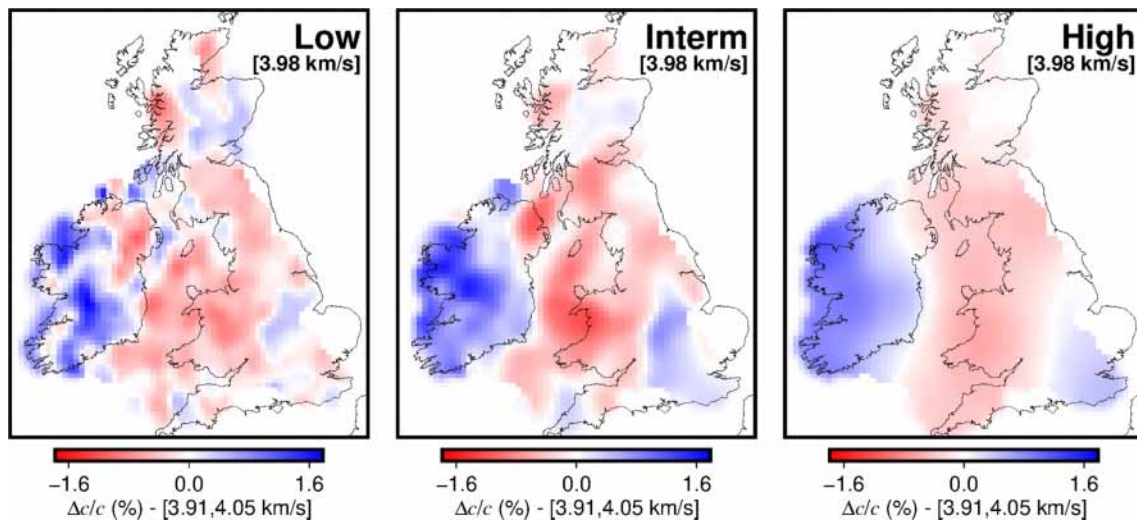 Low
[3.98 km/s]
Interm
[3.98 km/s]
High
[3.98 km/s]
−1.6 0.0 1.6
Δc/c (%) - [3.91,4.05 km/s]
−1.6 0.0 1.6
Δc/c (%) - [3.91,4.05 km/s]
−1.6 0.0 1.6
Δc/c (%) - [3.91,4.05 km/s]